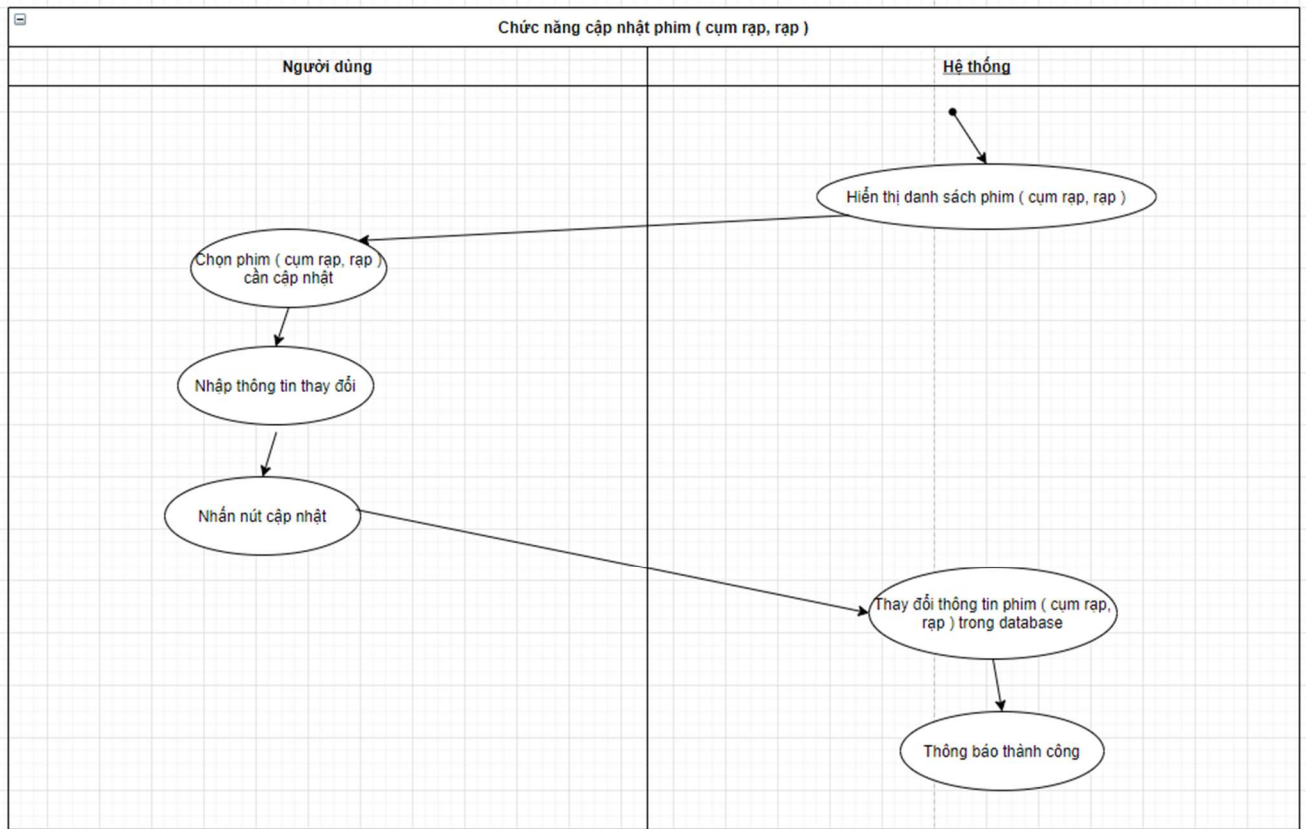 Chức năng cập nhật phim ( cụm rạp, rạp )
Người dùng
Hệ thống
Hiển thị danh sách phim ( cụm rạp, rạp )
Chọn phim ( cụm rạp, rạp )
cần cập nhật
Nhập thông tin thay đổi
Nhấn nút cập nhật
Thay đổi thông tin phim ( cụm rạp,
rạp ) trong database
Thông báo thành công